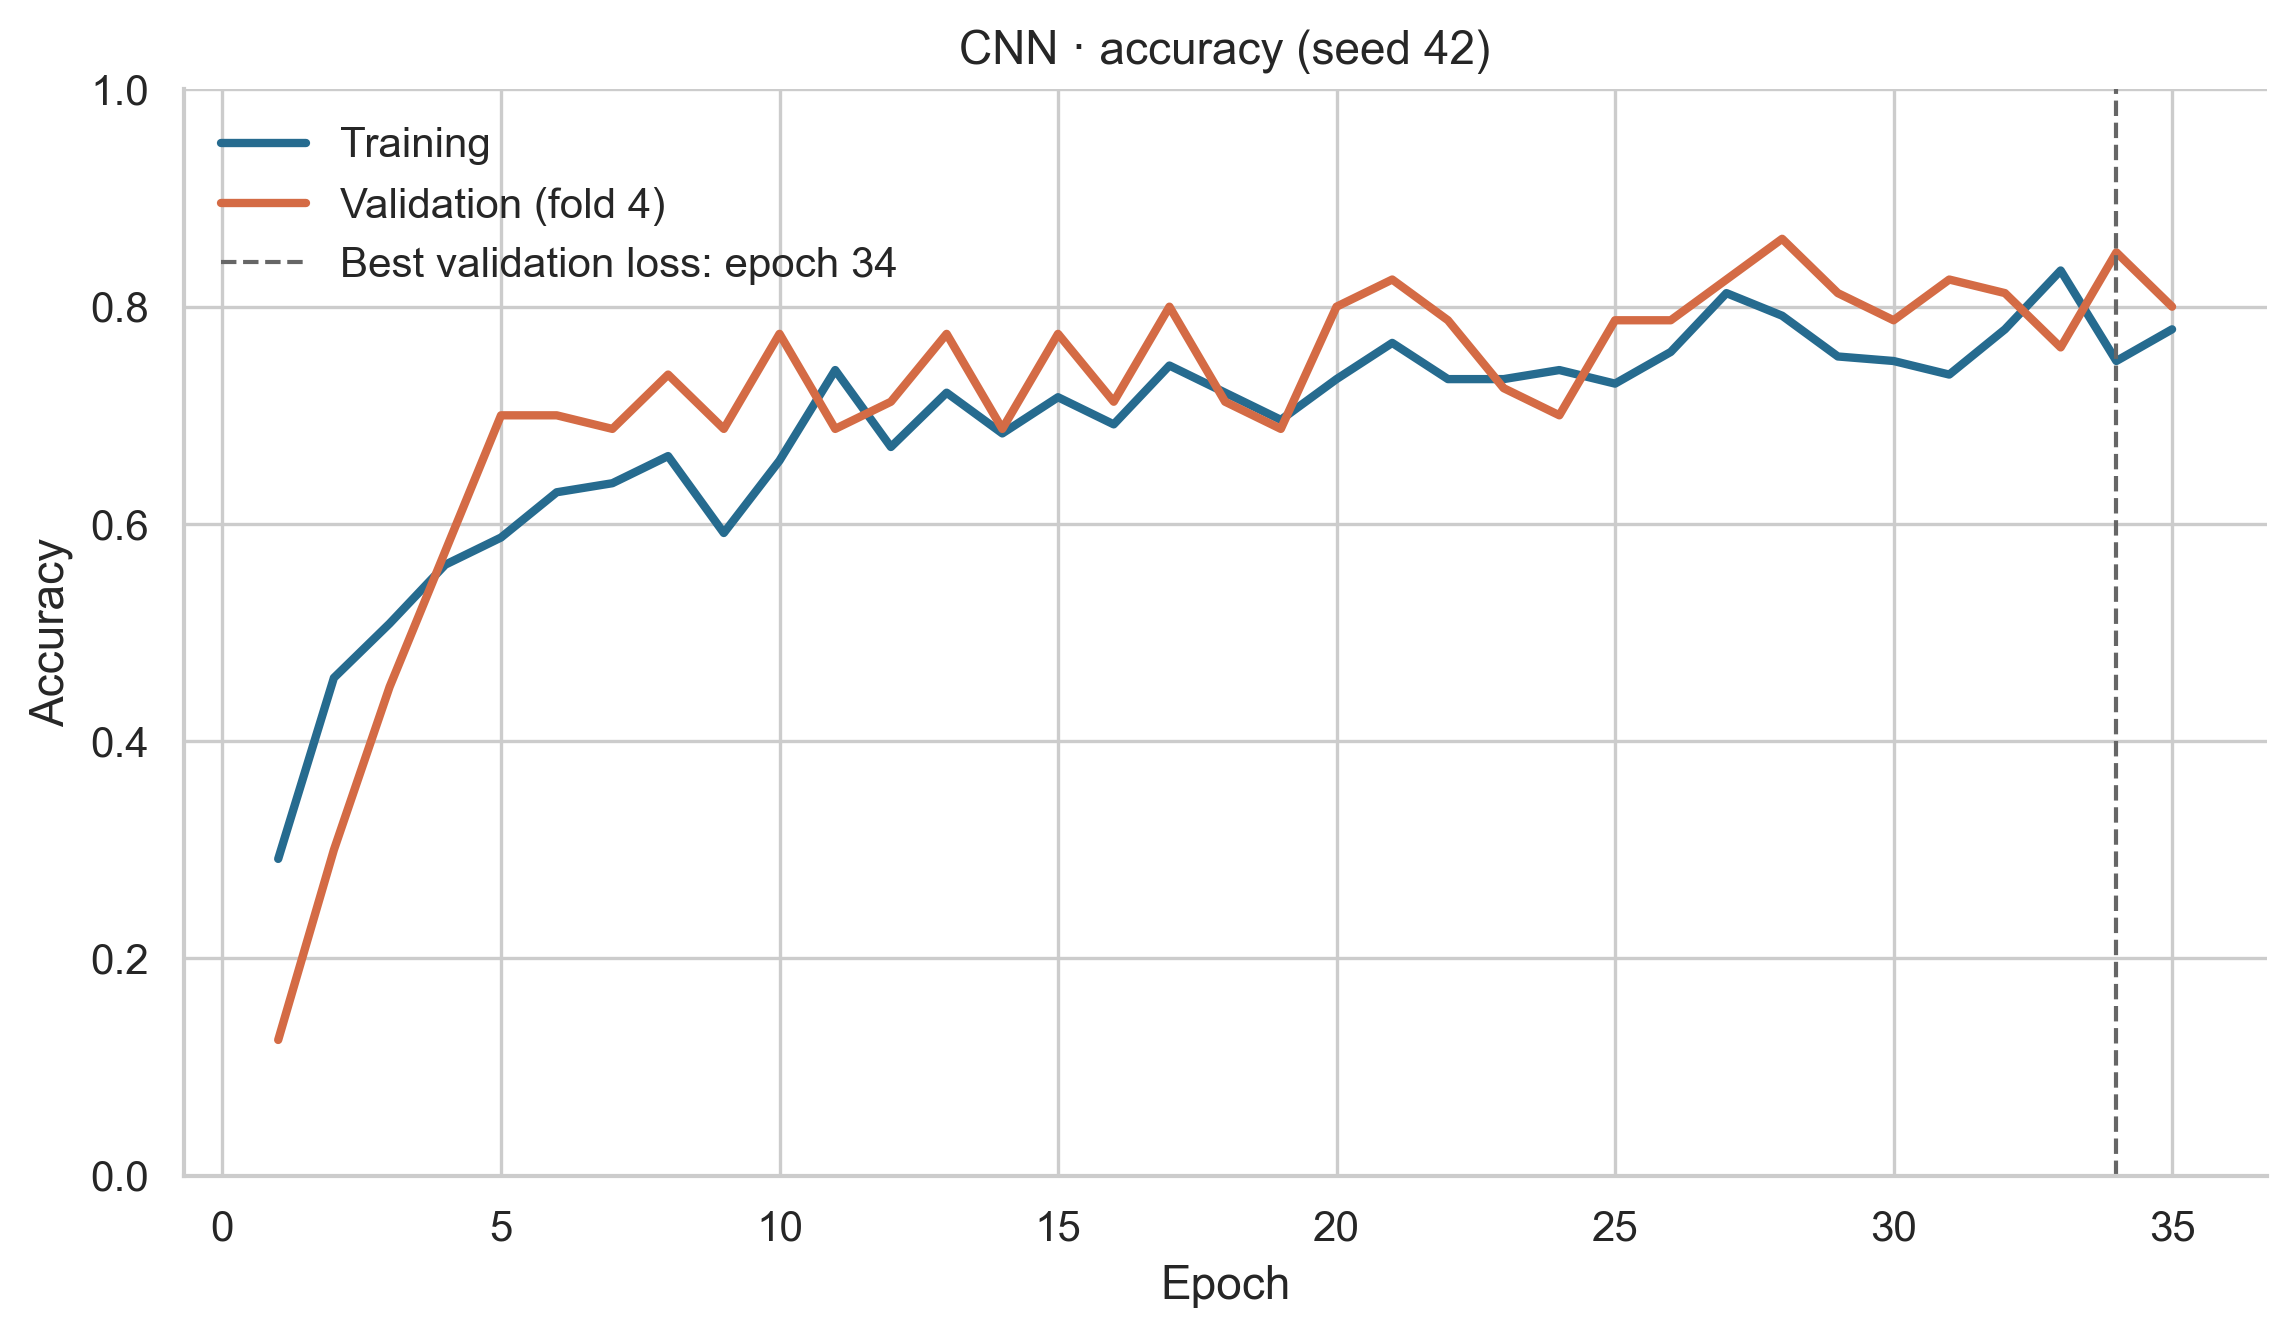 CNN · accuracy (seed 42)
1.0
Training
Validation (fold 4)
Best validation loss: epoch 34
0.8
0.6
0.4
0.2
0.0
Accuracy
0 5 10 15 20 25 30 35
Epoch